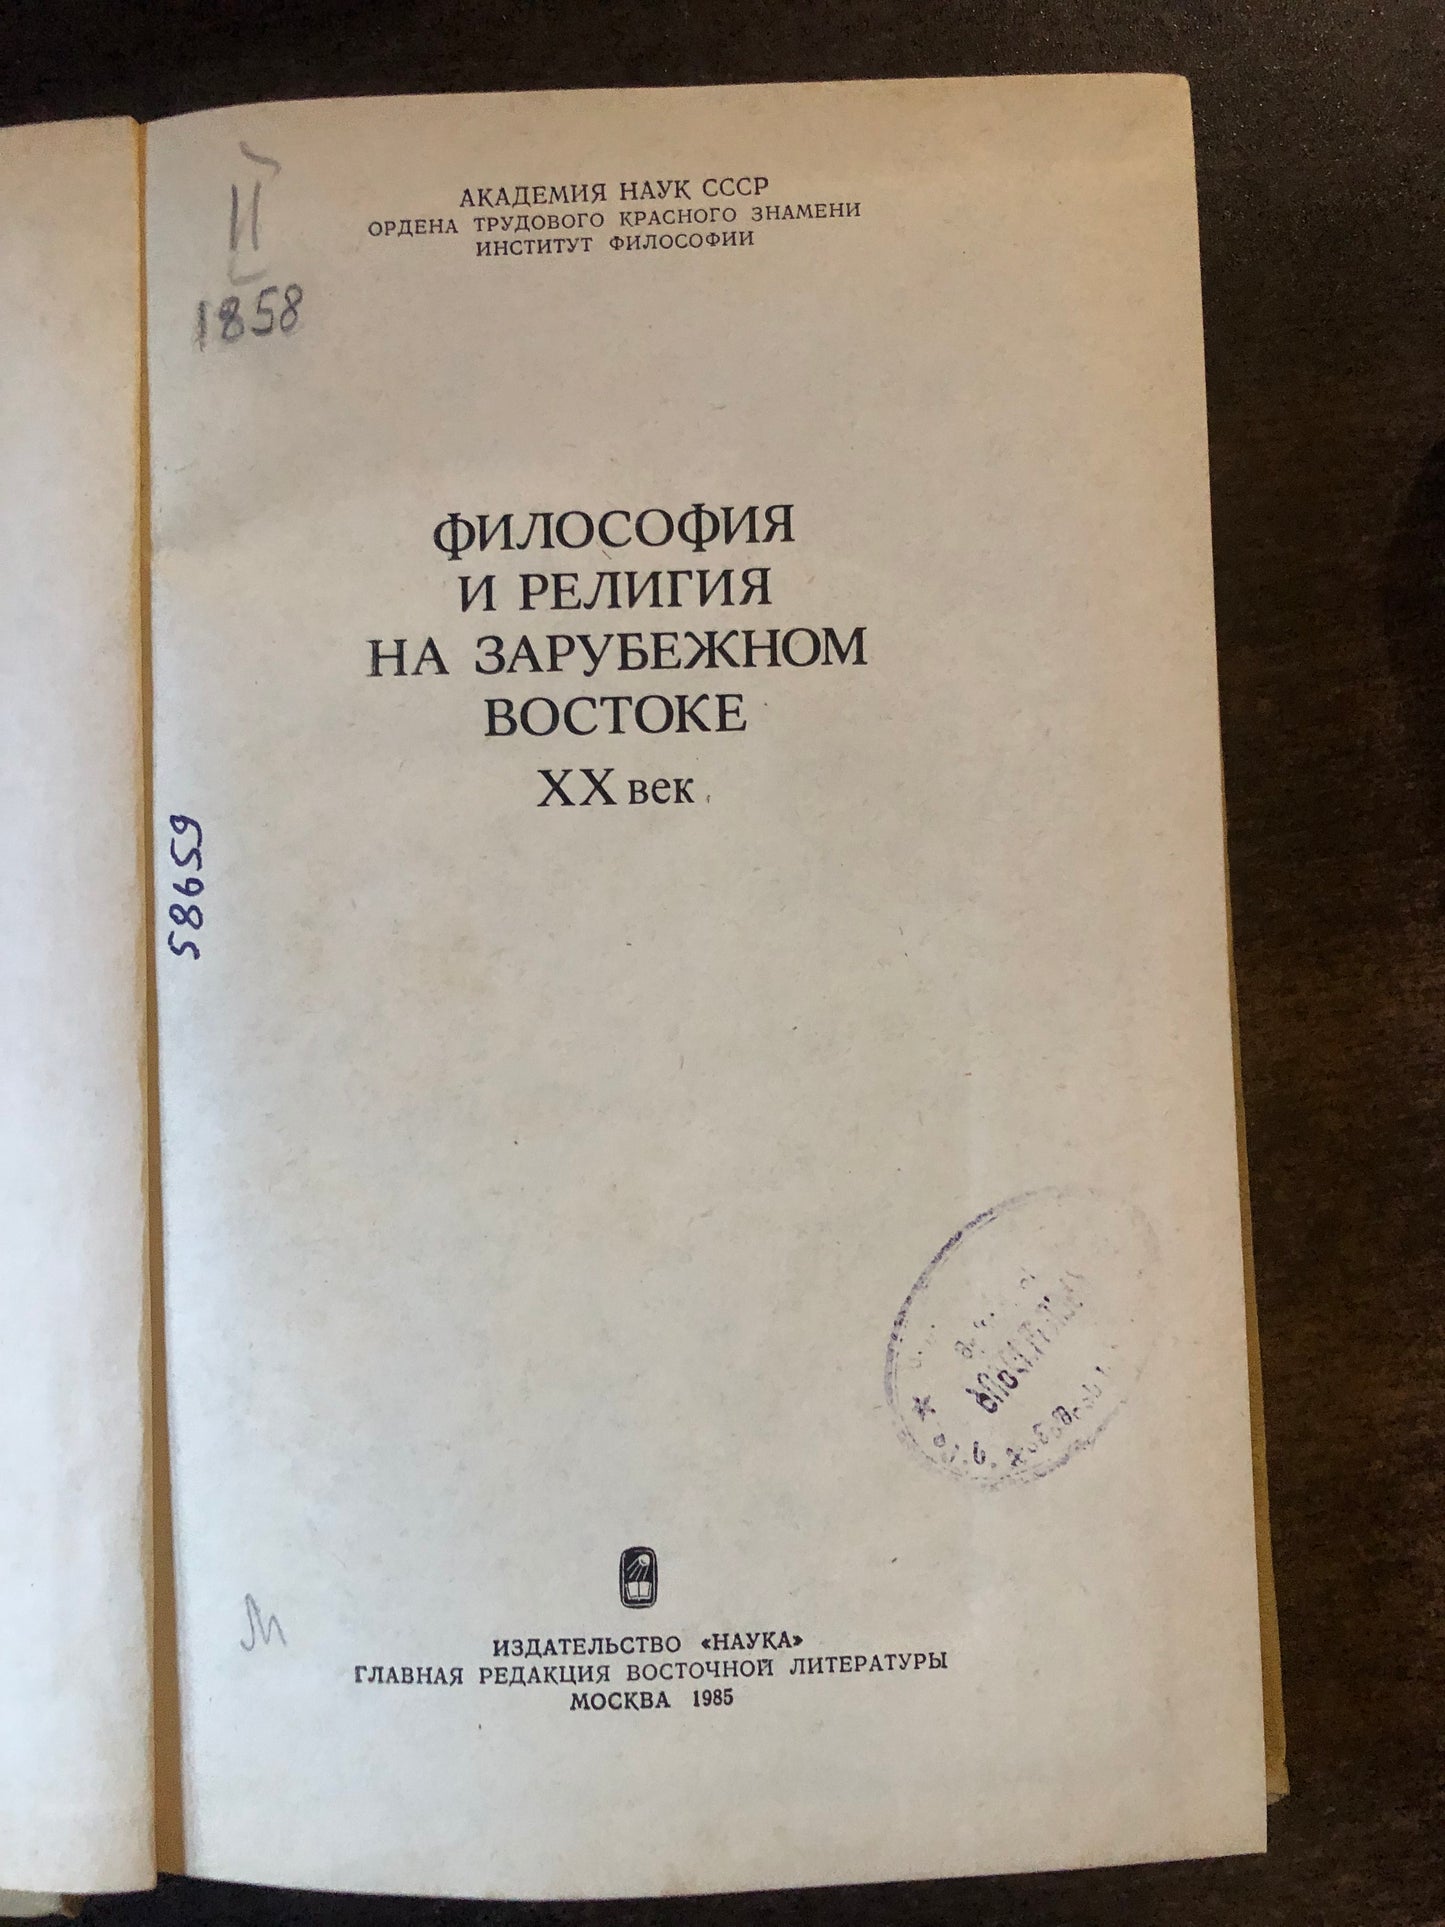 АКАДЕМИЯ НАУК СССР
ОРДЕНА ТРУДОВОГО КРАСНОГО ЗНАМЕНИ
ИНСТИТУТ ФИЛОСОФИИ
II
1858
ФИЛОСОФИЯ
И РЕЛИГИЯ
НА ЗАРУБЕЖНОМ
ВОСТОКЕ
XX век
58659
ИЗДАТЕЛЬСТВО «НАУКА»
ГЛАВНАЯ РЕДАКЦИЯ ВОСТОЧНОЙ ЛИТЕРАТУРЫ
МОСКВА 1985